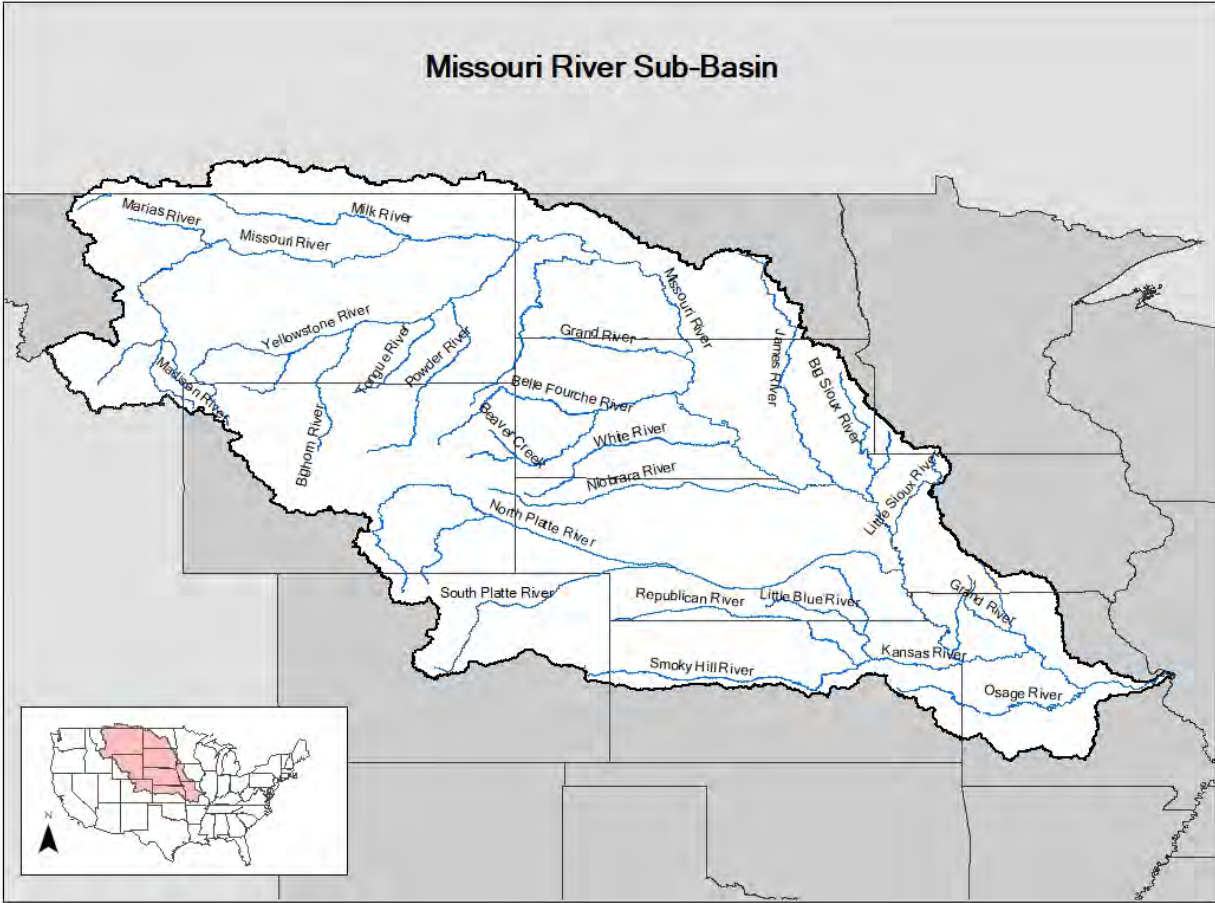 Missouri River Sub-Basin
Marias River
Milk River
Missouri River
Missouri River
Yellowstone River
Tongue River
Powder River
Grand River
James River
Big Sioux River
Madison River
Belle Fourche River
Beaver Creek
White River
Bighorn River
Niobrara River
Little Sioux River
North Platte River
South Platte River
Republican River
Little Blue River
Grand River
Kansas River
Smoky Hill River
Osage River
N